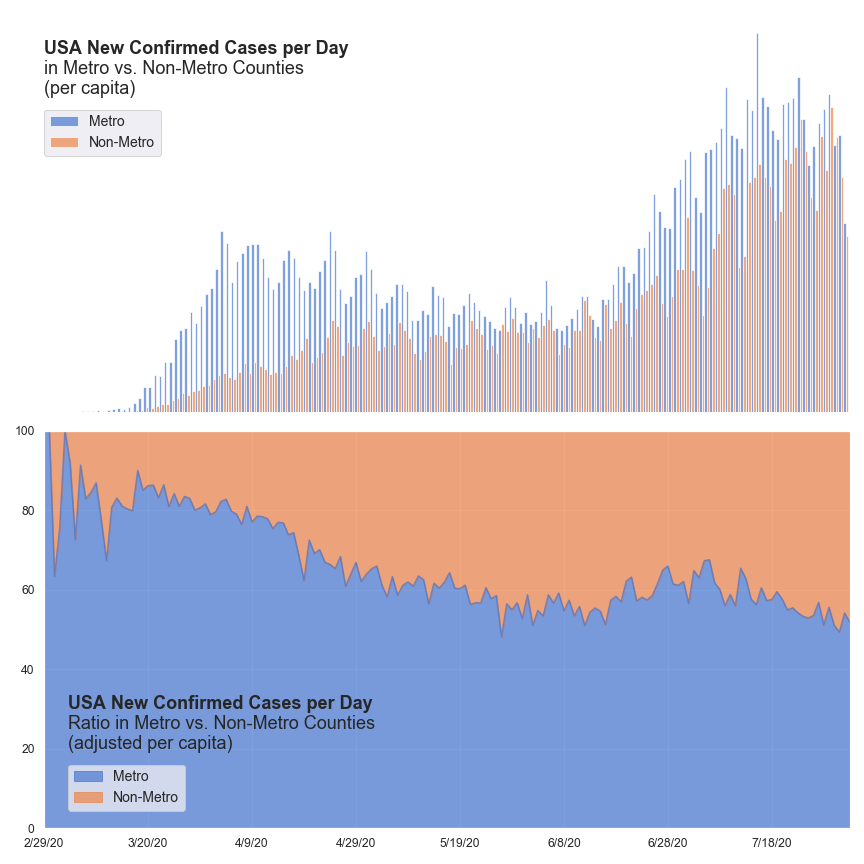 USA New Confirmed Cases per Day
in Metro vs. Non-Metro Counties
(per capita)
Metro
Non-Metro
100
80
60
40
20
0
USA New Confirmed Cases per Day
Ratio in Metro vs. Non-Metro Counties
(adjusted per capita)
Metro
Non-Metro
2/29/20 3/20/20 4/9/20 4/29/20 5/19/20 6/8/20 6/28/20 7/18/20